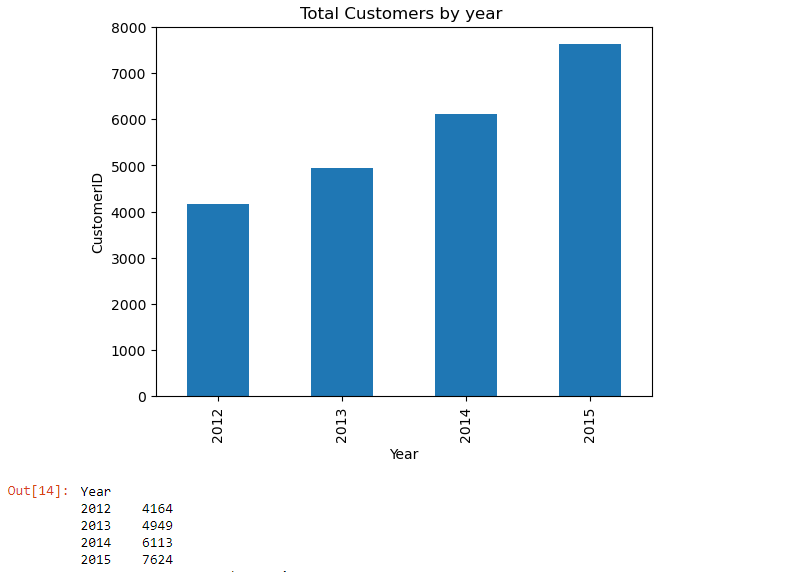 Total Customers by year
8000
7000
6000
5000
4000
3000
2000
1000
0
CustomerID
2012 2013 2014 2015
Year
Out[14]: Year
2012 4164
2013 4949
2014 6113
2015 7624